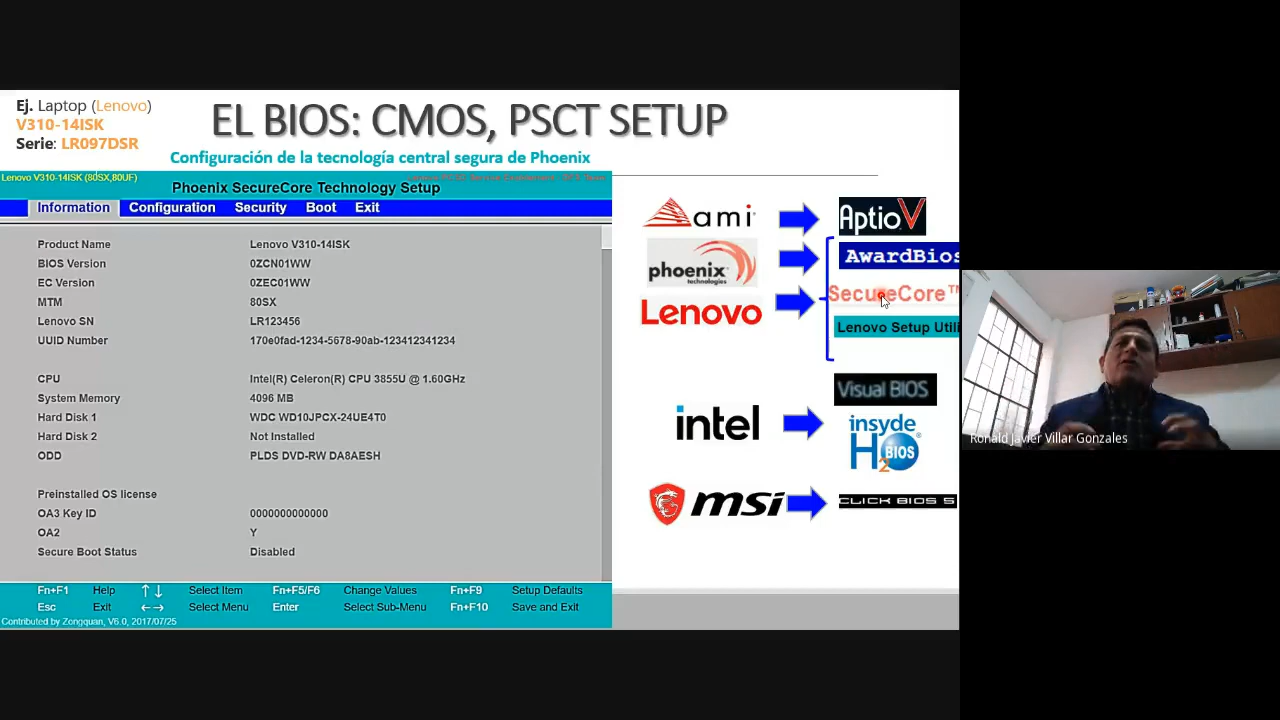 Ej. Laptop (Lenovo)
V310-14ISK
Serie: LR097DSR
EL BIOS: CMOS, PSCT SETUP
Configuración de la tecnología central segura de Phoenix
Lenovo V310-14ISK (80SX,80UF)
Phoenix SecureCore Technology Setup
Information Configuration Security Boot Exit
Product Name Lenovo V310-14ISK
BIOS Version 0ZCN01WW
EC Version 0ZEC01WW
MTM 80SX
Lenovo SN LR123456
UUID Number 170e0fad-1234-5678-90ab-123412341234
CPU Intel(R) Celeron(R) CPU 3855U @ 1.60GHz
System Memory 4096 MB
Hard Disk 1 WDC WD10JPCX-24UE4T0
Hard Disk 2 Not Installed
ODD PLDS DVD-RW DA8AESH
Preinstalled OS license
OA3 Key ID 0000000000000
OA2 Y
Secure Boot Status Disabled
Fn+F1 Help ↑↓ Select Item Fn+F5/F6 Change Values Fn+F9 Setup Defaults
Esc Exit ←→ Select Menu Enter Select Sub-Menu Fn+F10 Save and Exit
Contributed by Zongquan, V6.0, 2017/07/25
ami
Aptio V
phoenix technologies
AwardBios
Lenovo
SecureCore™
Lenovo Setup Utili
intel
Visual BIOS
insyde
H2BIOS
msi
CLICK BIOS 5
Ronald Javier Villar Gonzales